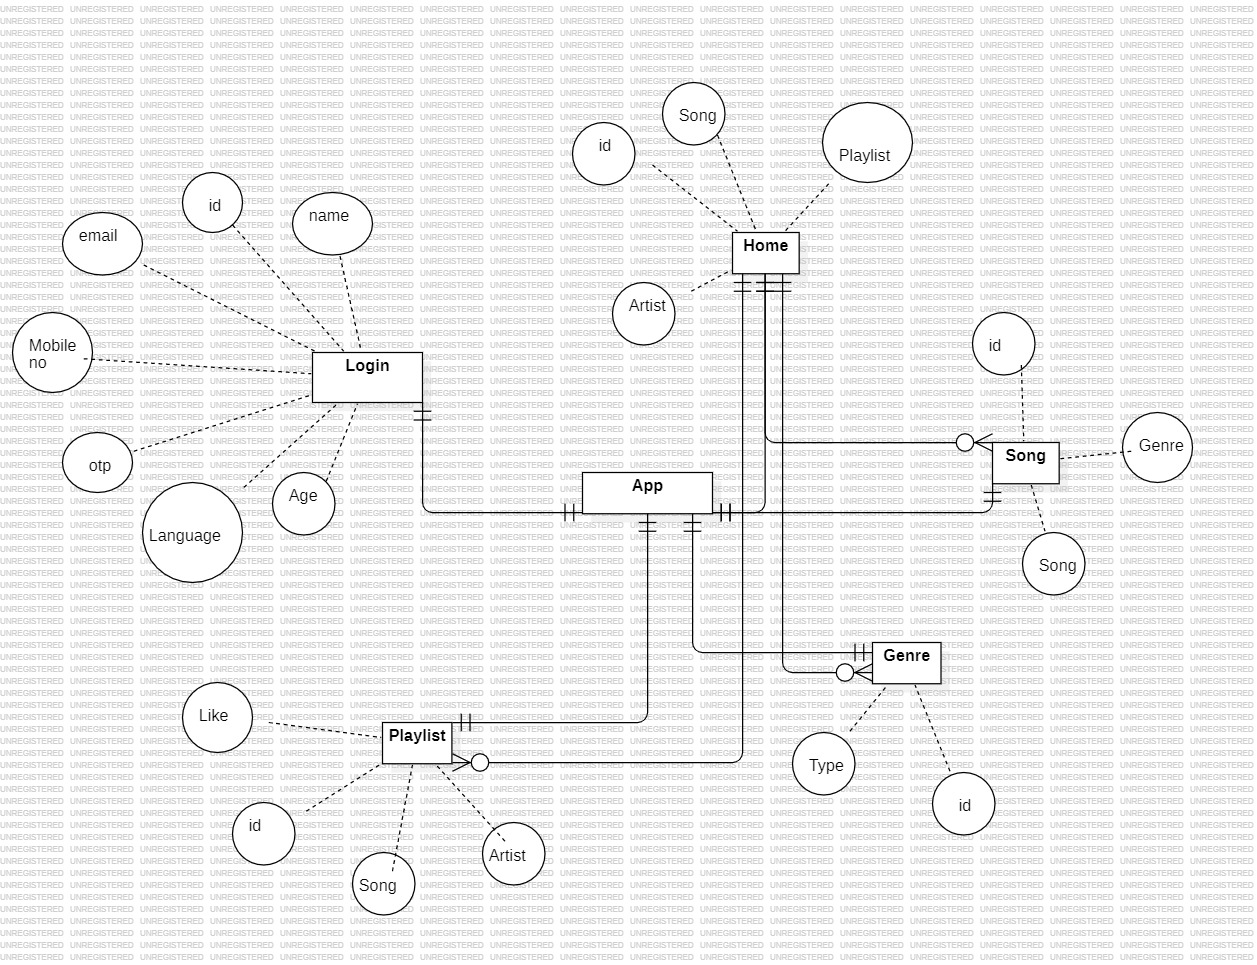 Song
id
Playlist
id
name
email
Home
Artist
Mobile
no
id
Login
Genre
otp
Song
App
Age
Language
Song
Genre
Like
Playlist
Type
id
id
Artist
Song
UNREGISTERED